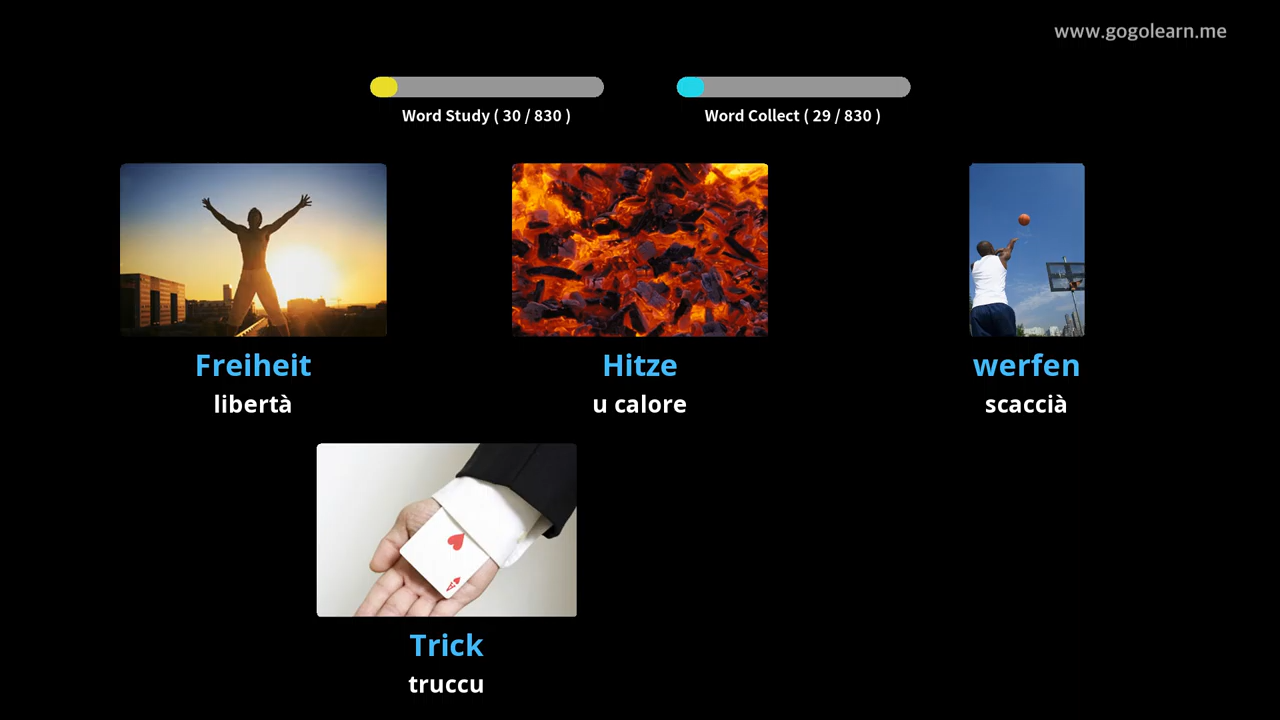 www.gogolearn.me
Word Study ( 30 / 830 )
Word Collect ( 29 / 830 )
Freiheit
libertà
Hitze
u calore
werfen
scaccià
Trick
truccu